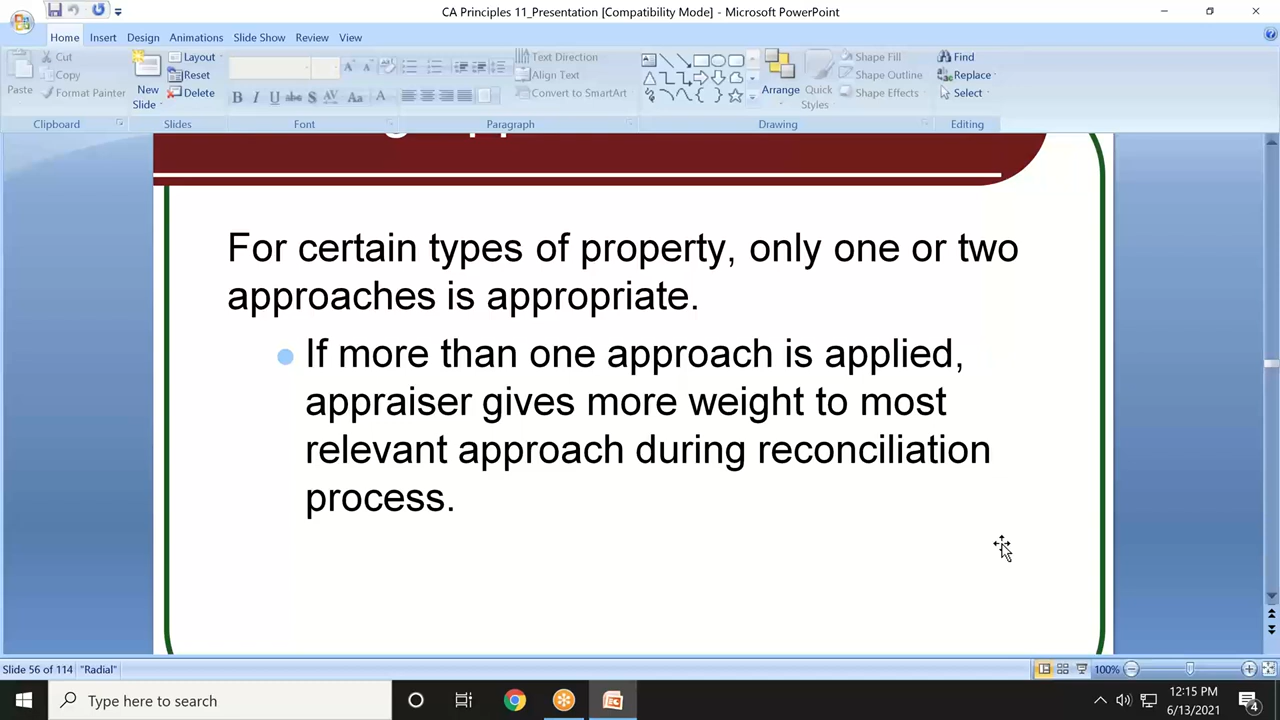 CA Principles 11_Presentation [Compatibility Mode] - Microsoft PowerPoint
Home Insert Design Animations Slide Show Review View
Paste
Cut
Copy
Format Painter
Clipboard
New
Slide
Layout
Reset
Delete
Slides
B I U abc S AV Aa A
Font
Text Direction
Align Text
Convert to SmartArt
Paragraph
Arrange
Quick
Styles
Shape Fill
Shape Outline
Shape Effects
Drawing
Find
Replace
Select
Editing
For certain types of property, only one or two
approaches is appropriate.
If more than one approach is applied,
appraiser gives more weight to most
relevant approach during reconciliation
process.
Slide 56 of 114 "Radial" 100%
Type here to search
12:15 PM
6/13/2021
4